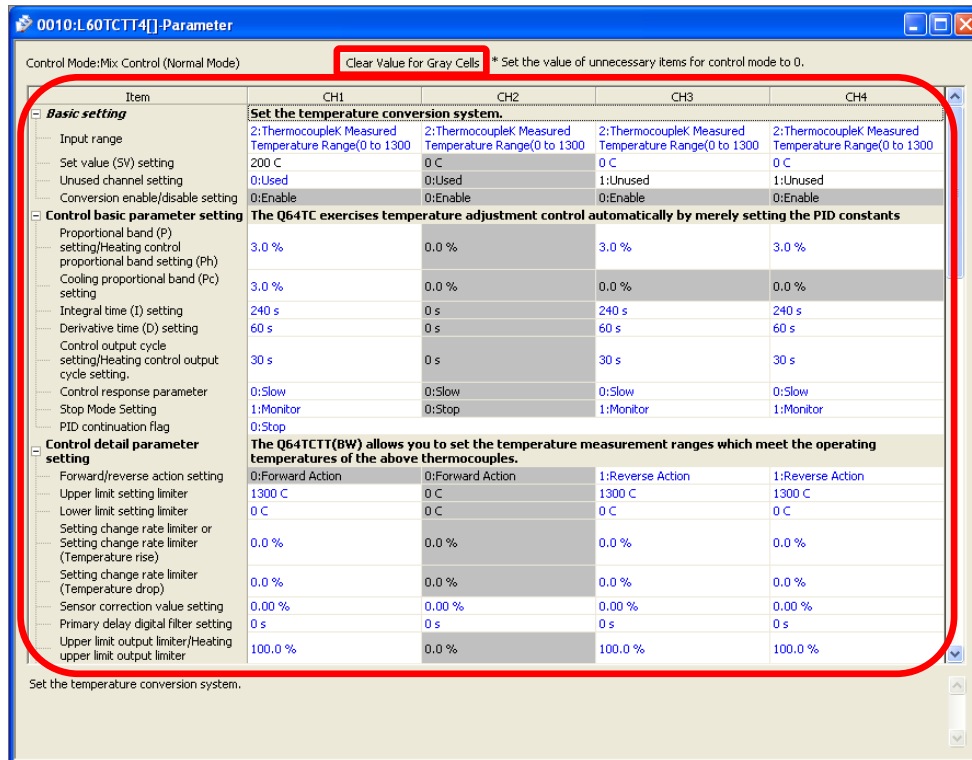 0010:L60TCTT4[]-Parameter
Control Mode:Mix Control (Normal Mode) Clear Value for Gray Cells * Set the value of unnecessary items for control mode to 0.
Item CH1 CH2 CH3 CH4
Basic setting Set the temperature conversion system.
Input range 2:ThermocoupleK Measured Temperature Range(0 to 1300 2:ThermocoupleK Measured Temperature Range(0 to 1300 2:ThermocoupleK Measured Temperature Range(0 to 1300 2:ThermocoupleK Measured Temperature Range(0 to 1300
Set value (SV) setting 200 C 0 C 0 C 0 C
Unused channel setting 0:Used 0:Used 1:Unused 1:Unused
Conversion enable/disable setting 0:Enable 0:Enable 0:Enable 0:Enable
Control basic parameter setting The Q64TC exercises temperature adjustment control automatically by merely setting the PID constants
Proportional band (P)
setting/Heating control
proportional band setting (Ph) 3.0 % 0.0 % 3.0 % 3.0 %
Cooling proportional band (Pc)
setting 3.0 % 0.0 % 0.0 % 0.0 %
Integral time (I) setting 240 s 0 s 240 s 240 s
Derivative time (D) setting 60 s 0 s 60 s 60 s
Control output cycle
setting/Heating control output
cycle setting. 30 s 0 s 30 s 30 s
Control response parameter 0:Slow 0:Slow 0:Slow 0:Slow
Stop Mode Setting 1:Monitor 0:Stop 1:Monitor 1:Monitor
PID continuation flag 0:Stop
Control detail parameter
setting The Q64TCTT(BW) allows you to set the temperature measurement ranges which meet the operating
temperatures of the above thermocouples.
Forward/reverse action setting 0:Forward Action 0:Forward Action 1:Reverse Action 1:Reverse Action
Upper limit setting limiter 1300 C 0 C 1300 C 1300 C
Lower limit setting limiter 0 C 0 C 0 C 0 C
Setting change rate limiter or
Setting change rate limiter
(Temperature rise) 0.0 % 0.0 % 0.0 % 0.0 %
Setting change rate limiter
(Temperature drop) 0.0 % 0.0 % 0.0 % 0.0 %
Sensor correction value setting 0.00 % 0.00 % 0.00 % 0.00 %
Primary delay digital filter setting 0 s 0 s 0 s 0 s
Upper limit output limiter/Heating
upper limit output limiter 100.0 % 0.0 % 100.0 % 100.0 %
Set the temperature conversion system.